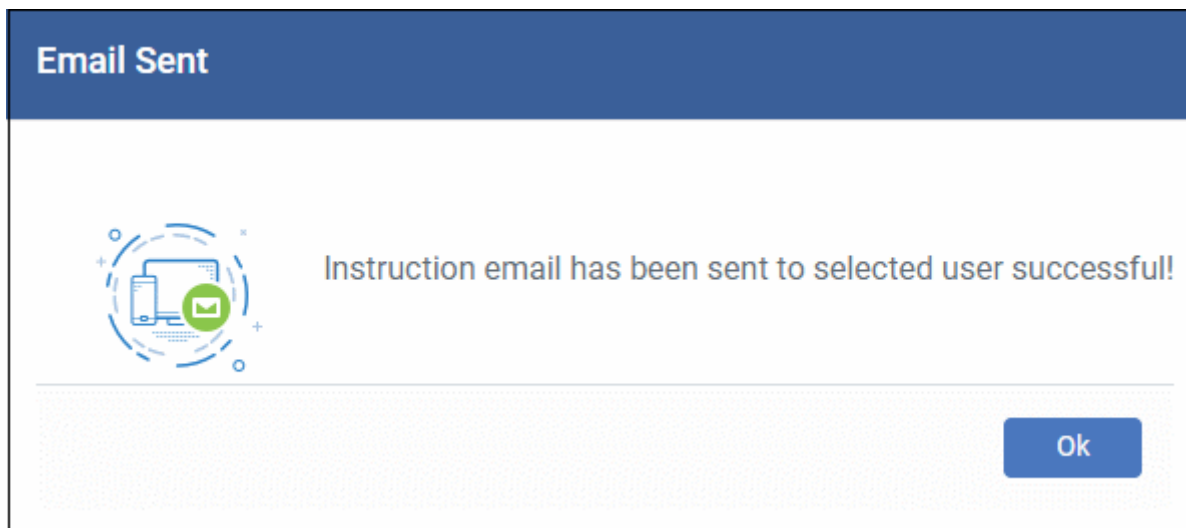 Email Sent
Instruction email has been sent to selected user successful!
Ok